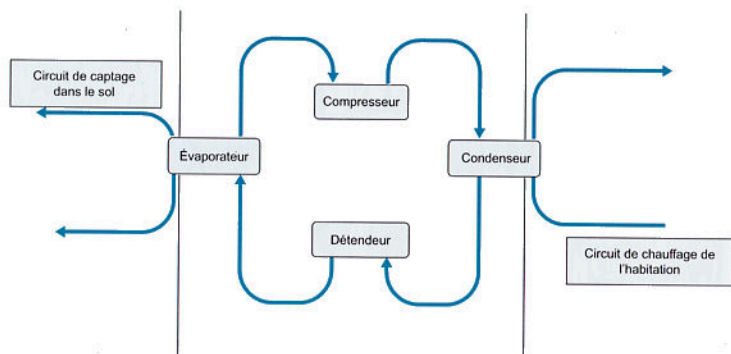 Circuit de captage
dans le sol
Compresseur
Évaporateur
Condenseur
Détendeur
Circuit de chauffage de
l'habitation